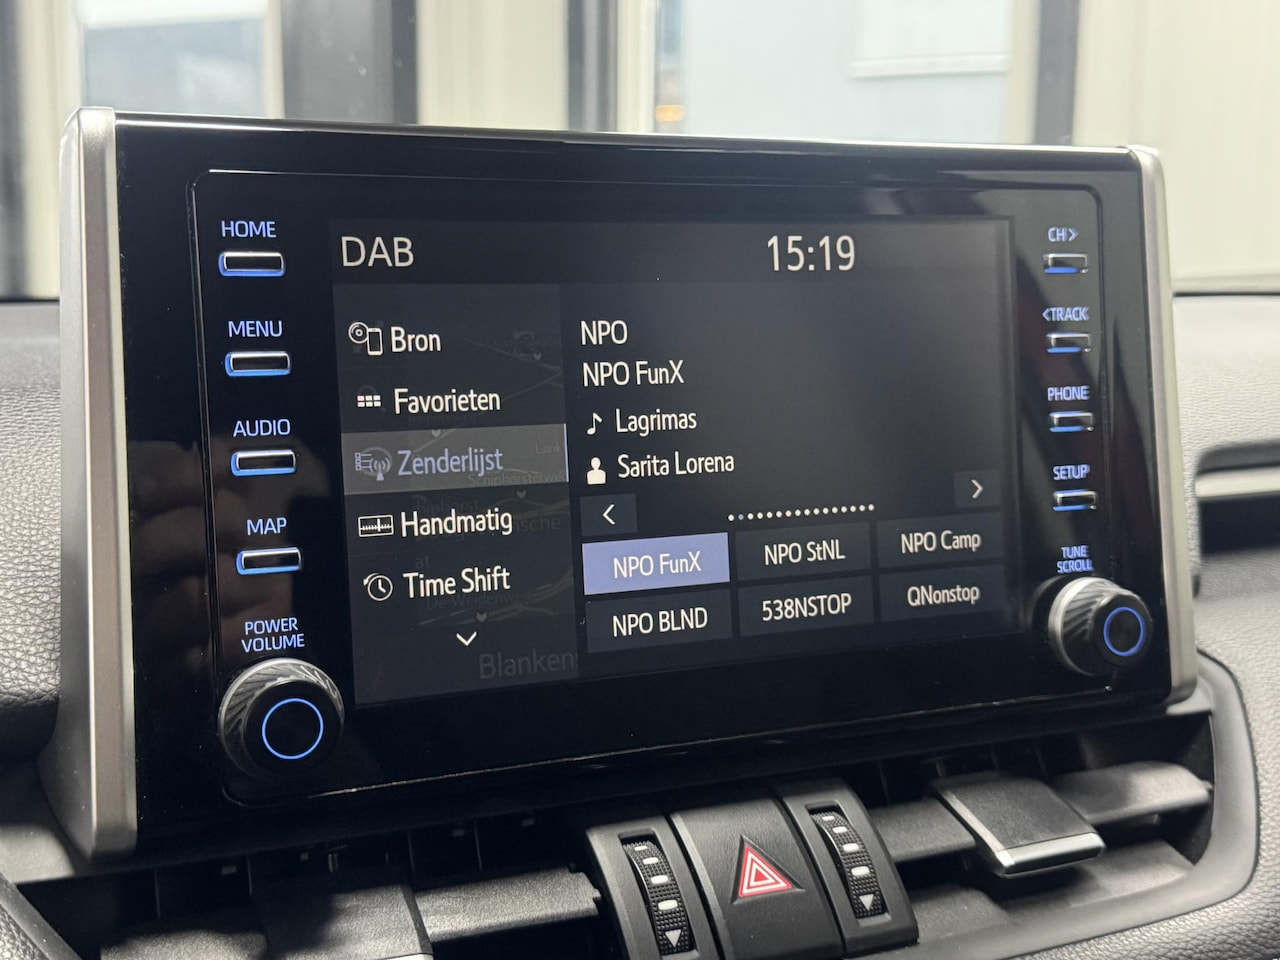 HOME
MENU
AUDIO
MAP
POWER
VOLUME
DAB
15:19
Bron
Favorieten
Zenderlijst
Handmatig
Time Shift
Blanken
NPO
NPO FunX
Lagrimas
Sarita Lorena
NPO FunX
NPO StNL
NPO Camp
NPO BLND
538NSTOP
QNonstop
CH >
< TRACK
PHONE
SETUP
TUNE
SCROLL